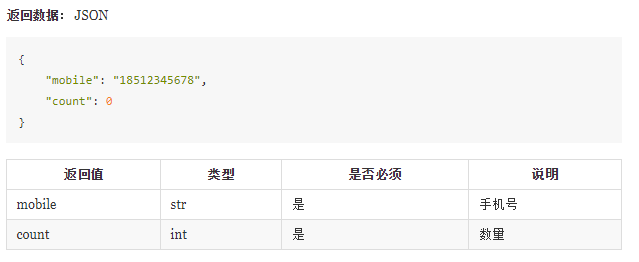 返回数据： JSON
{
    "mobile": "18512345678",
    "count": 0
}
返回值 类型 是否必须 说明
mobile str 是 手机号
count int 是 数量